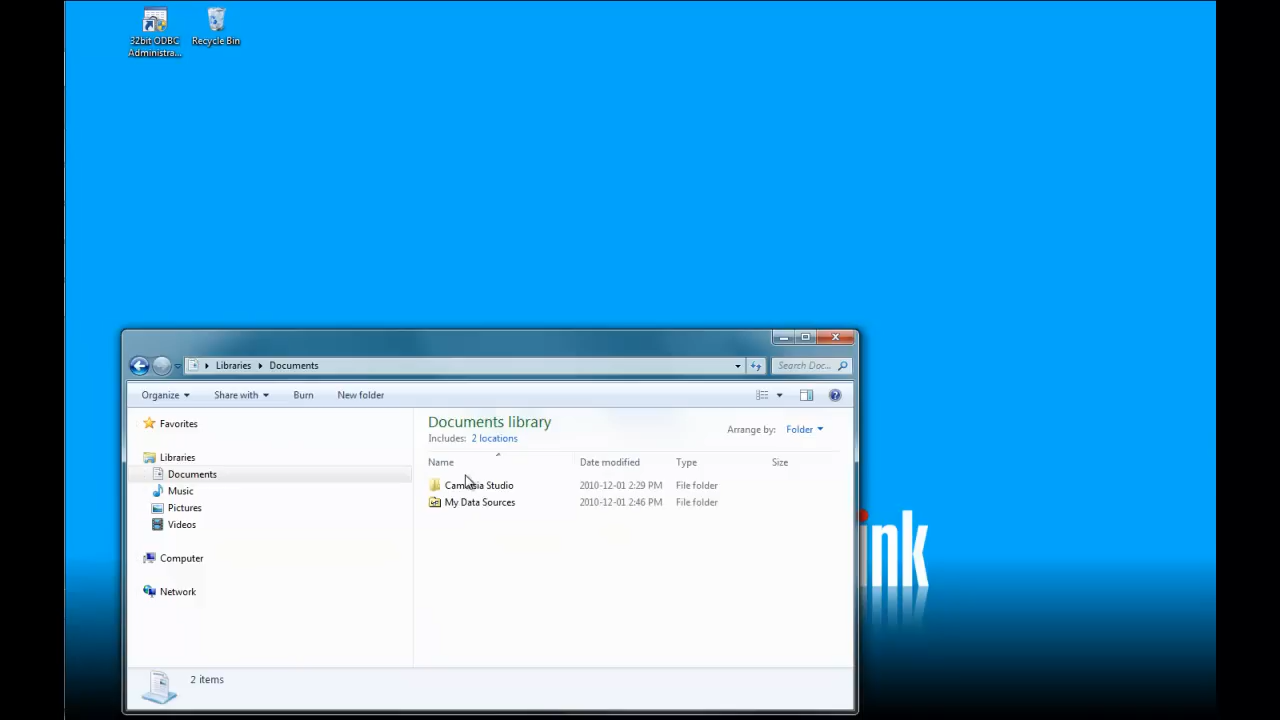 32bit ODBC
Administra...
Recycle Bin
Libraries Documents
Search Doc...
Organize Share with Burn New folder
Favorites
Libraries
Documents
Music
Pictures
Videos
Computer
Network
Documents library
Includes: 2 locations
Arrange by: Folder
Name Date modified Type Size
Camtasia Studio 2010-12-01 2:29 PM File folder
My Data Sources 2010-12-01 2:46 PM File folder
ink
2 items